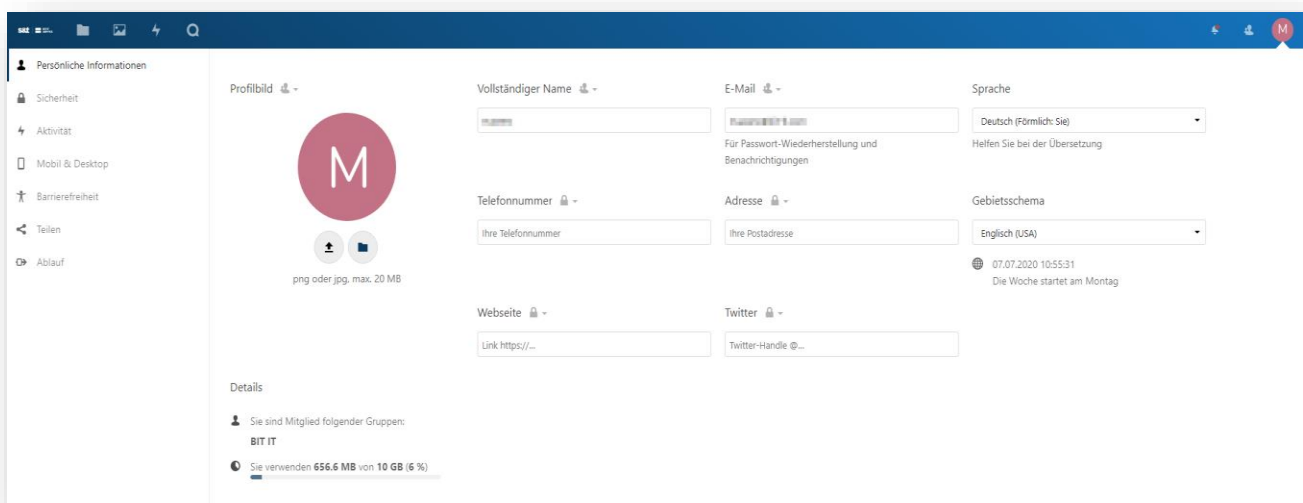 M
Persönliche Informationen
Sicherheit
Aktivität
Mobil & Desktop
Barrierefreiheit
Teilen
Ablauf
Profilbild
M
png oder jpg, max. 20 MB
Vollständiger Name
E-Mail
Für Passwort-Wiederherstellung und
Benachrichtigungen
Sprache
Deutsch (Förmlich: Sie)
Helfen Sie bei der Übersetzung
Telefonnummer
Ihre Telefonnummer
Adresse
Ihre Postadresse
Gebietsschema
Englisch (USA)
07.07.2020 10:55:31
Die Woche startet am Montag
Webseite
Link https://...
Twitter
Twitter-Handle @...
Details
Sie sind Mitglied folgender Gruppen:
BIT IT
Sie verwenden 656.6 MB von 10 GB (6 %)